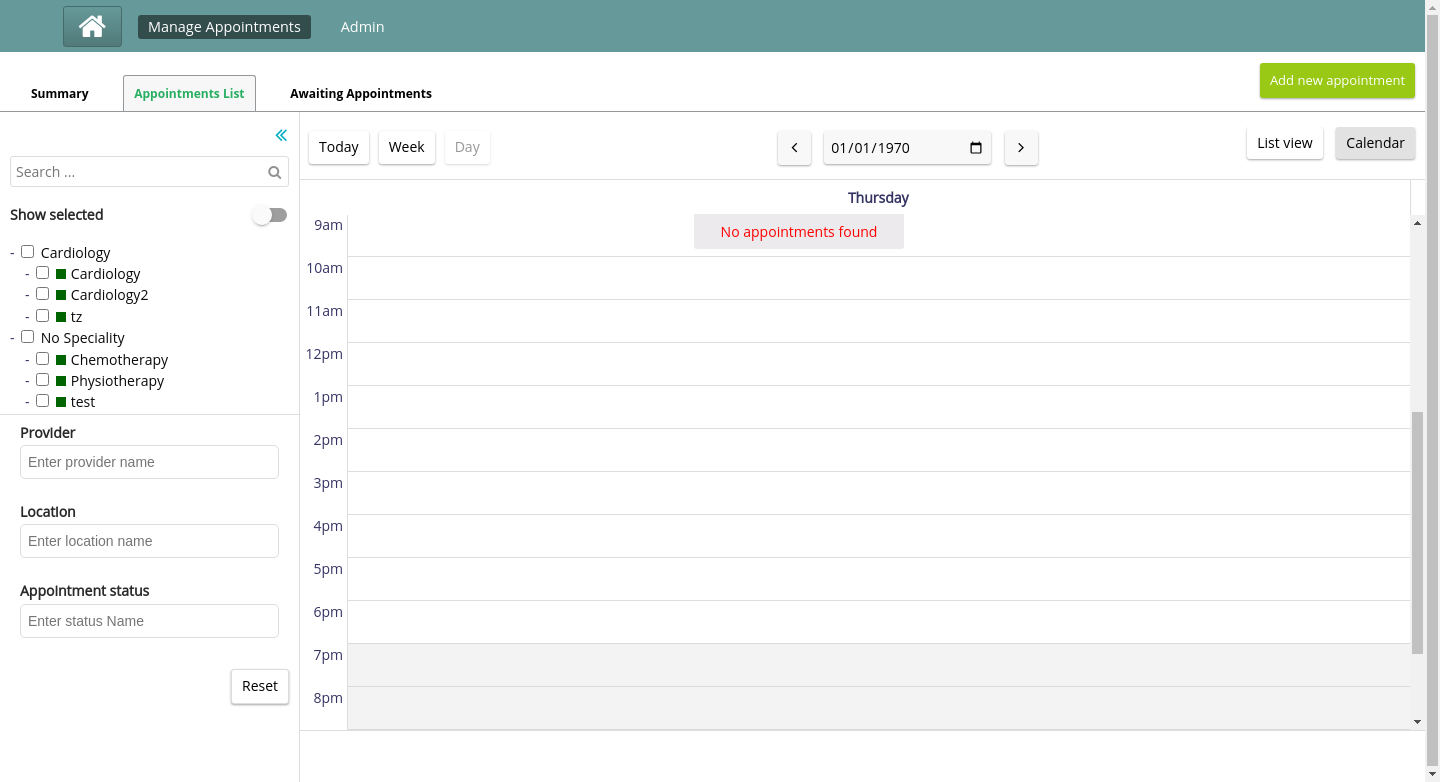 Manage Appointments Admin
Summary Appointments List Awaiting Appointments Add new appointment
Today Week Day 01/01/1970 List view Calendar
Search ...
Show selected
- Cardiology
- Cardiology
- Cardiology2
- tz
- No Speciality
- Chemotherapy
- Physiotherapy
- test
Provider
Enter provider name
Location
Enter location name
Appointment status
Enter status Name
Reset
Thursday
No appointments found
9am
10am
11am
12pm
1pm
2pm
3pm
4pm
5pm
6pm
7pm
8pm